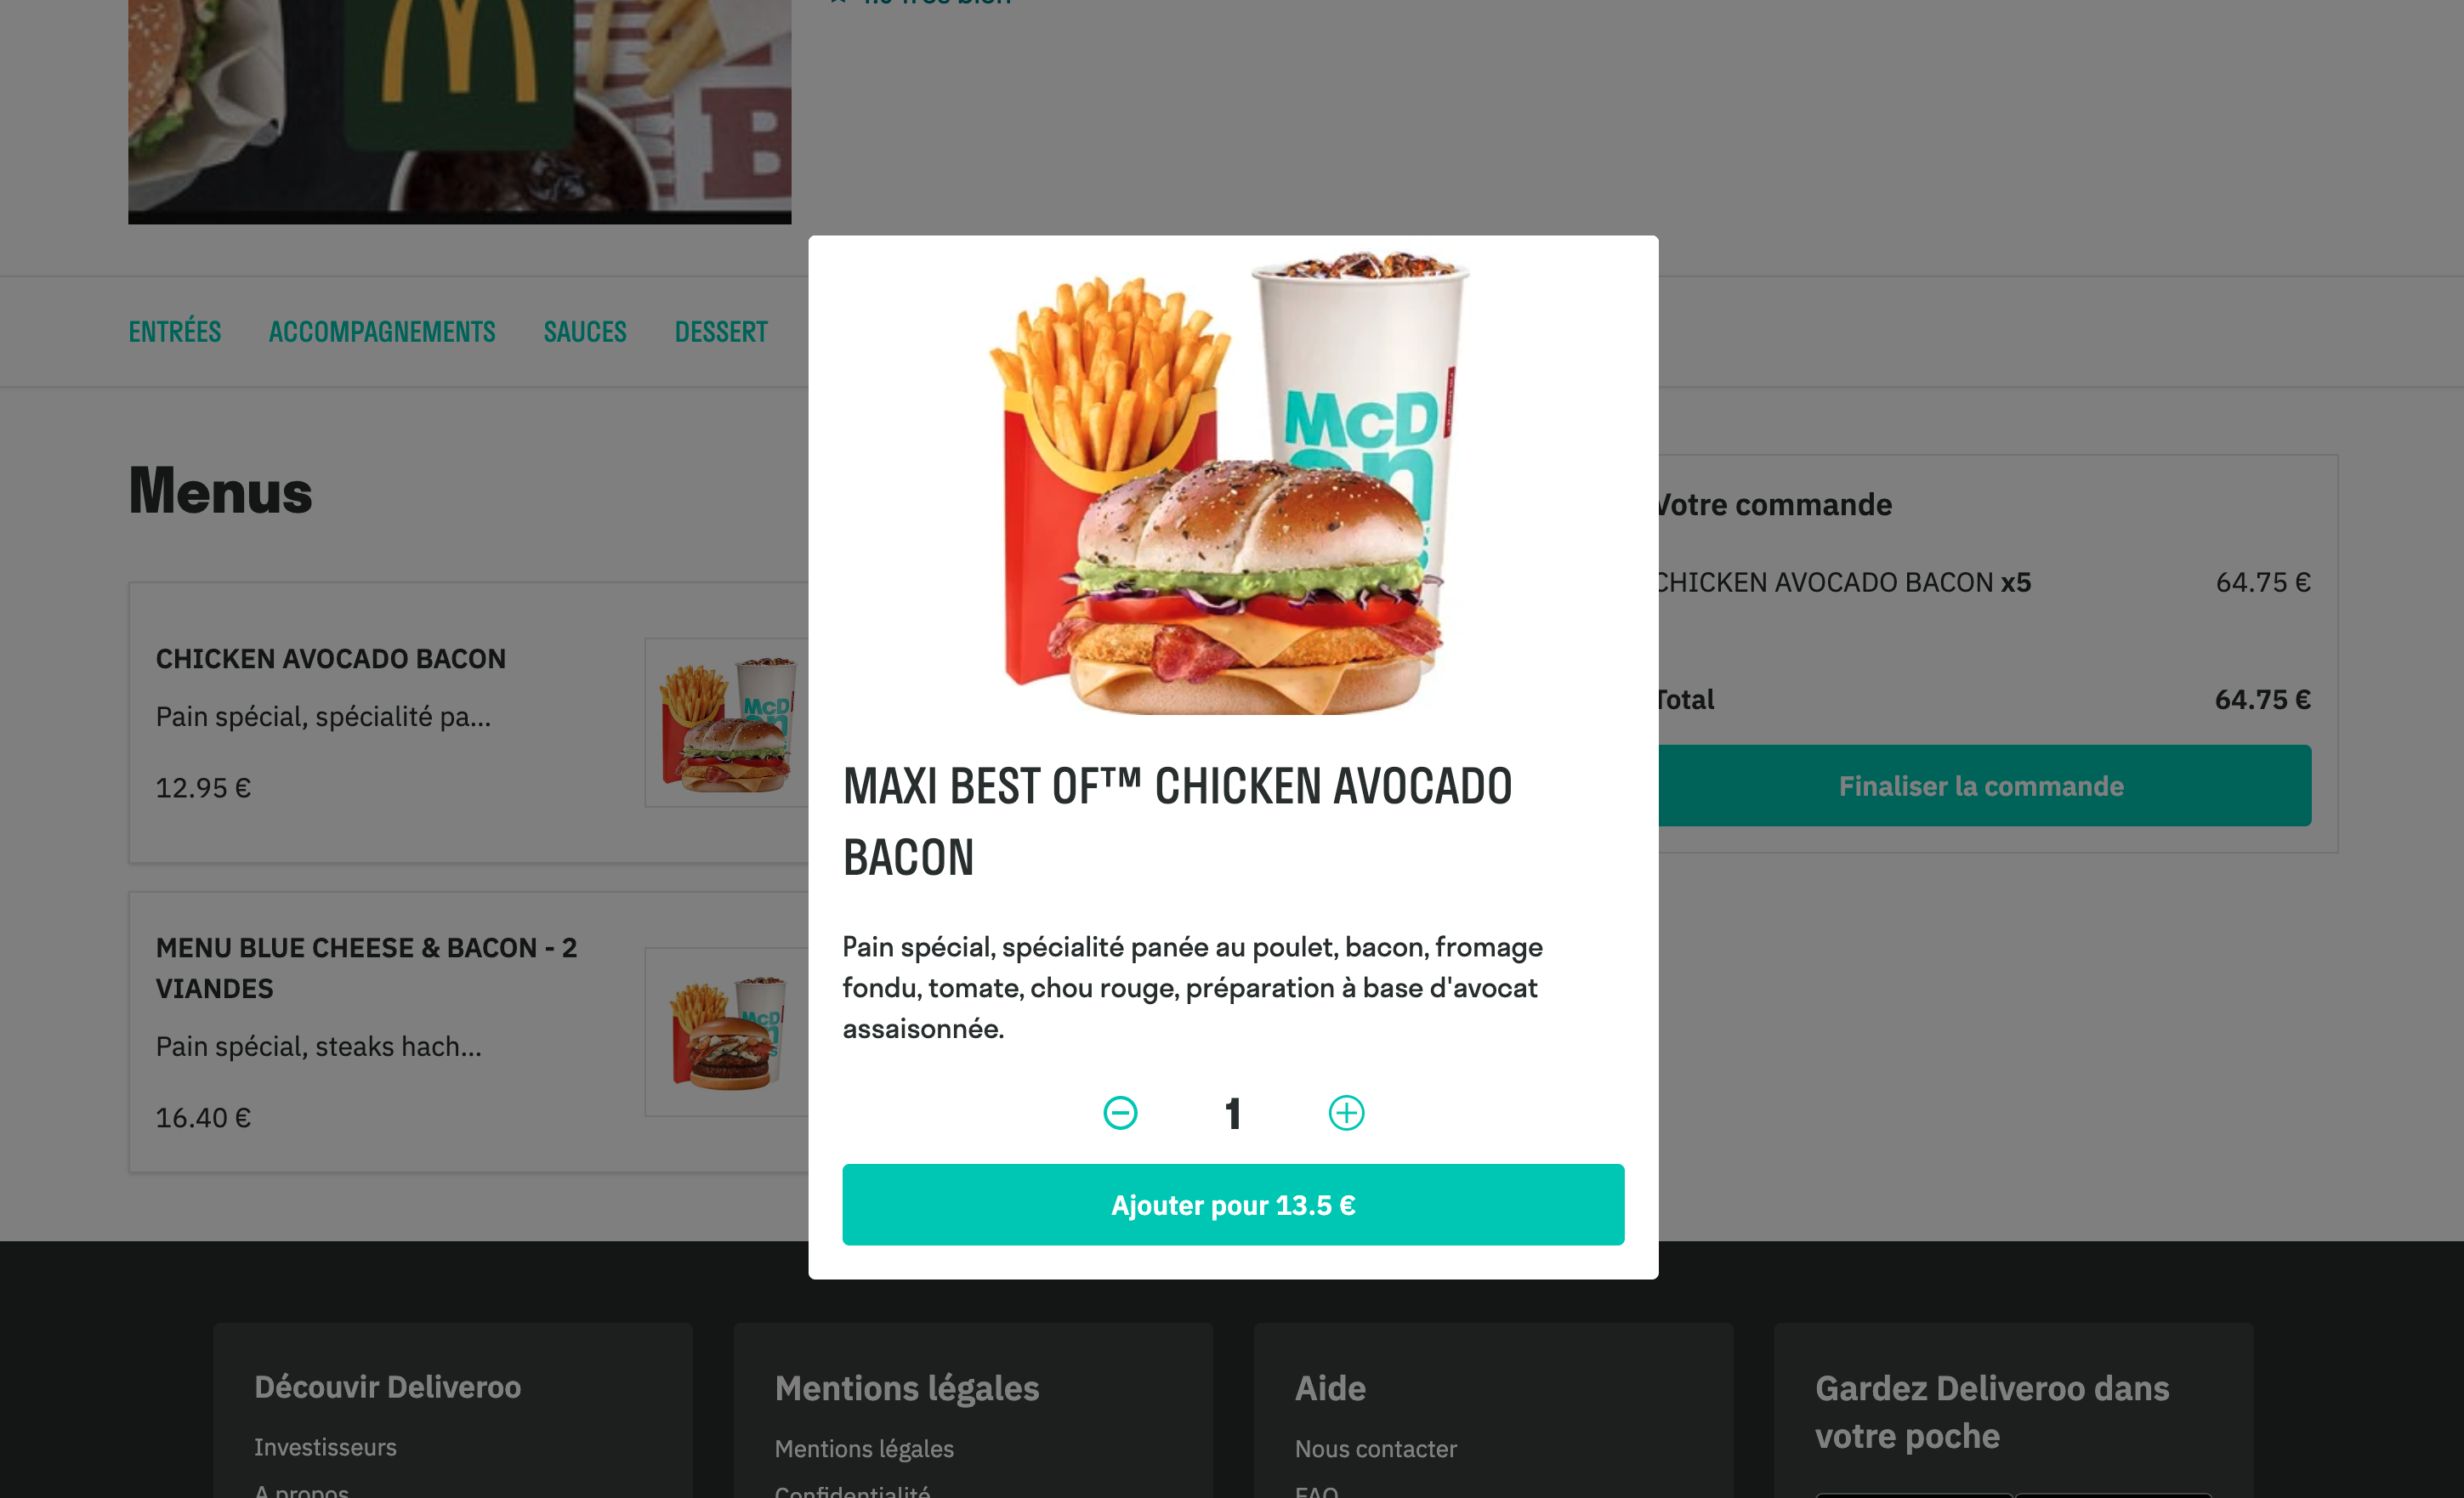 ENTRÉES
ACCOMPAGNEMENTS
SAUCES
DESSERT
Menus
CHICKEN AVOCADO BACON
Pain spécial, spécialité pa...
12.95 €
MENU BLUE CHEESE & BACON - 2
VIANDES
Pain spécial, steaks hach...
16.40 €
McD
MAXI BEST OF™ CHICKEN AVOCADO
BACON
Pain spécial, spécialité panée au poulet, bacon, fromage
fondu, tomate, chou rouge, préparation à base d'avocat
assaisonnée.
1
Ajouter pour 13.5 €
Votre commande
CHICKEN AVOCADO BACON x5 64.75 €
Total 64.75 €
Finaliser la commande
Découvir Deliveroo
Investisseurs
A propos
Mentions légales
Mentions légales
Confidentialité
Aide
Nous contacter
FAQ
Gardez Deliveroo dans
votre poche